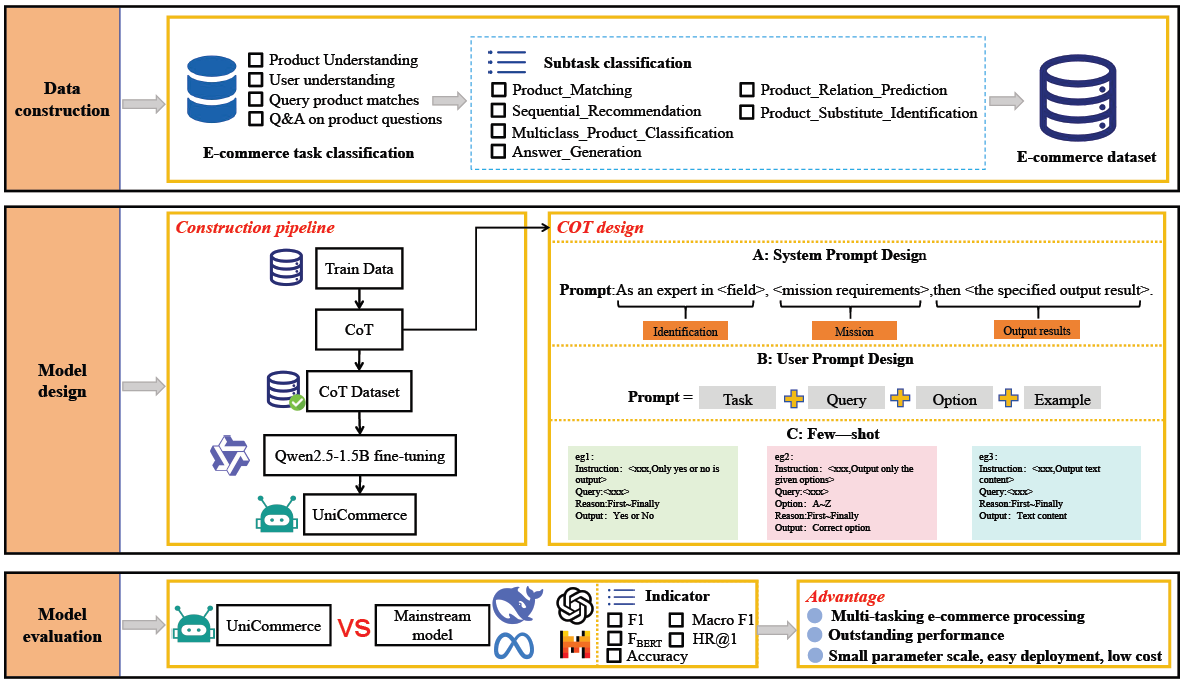 Data
construction
Product Understanding
User understanding
Query product matches
Q&A on product questions
E-commerce task classification
Subtask classification
Product_Matching
Sequential_Recommendation
Multiclass_Product_Classification
Answer_Generation
Product_Relation_Prediction
Product_Substitute_Identification
E-commerce dataset
Model
design
Construction pipeline
Train Data
CoT
CoT Dataset
Qwen2.5-1.5B fine-tuning
UniCommerce
COT design
A: System Prompt Design
Prompt:As an expert in <field>, <mission requirements>,then <the specified output result>.
Identification
Mission
Output results
B: User Prompt Design
Prompt = Task Query Option Example
C: Few—shot
eg1:
Instruction: <xxx,Only yes or no is
output>
Query:<xxx>
Reason:First~Finally
Output: Yes or No
eg2:
Instruction: <xxx,Output only the
given options>
Query:<xxx>
Option: A~Z
Reason:First~Finally
Output: Correct option
eg3:
Instruction: <xxx,Output text
content>
Query:<xxx>
Reason:First~Finally
Output: Text content
Model
evaluation
UniCommerce
VS
Mainstream
model
Indicator
F1
Macro F1
FBERT
HR@1
Accuracy
Advantage
Multi-tasking e-commerce processing
Outstanding performance
Small parameter scale, easy deployment, low cost